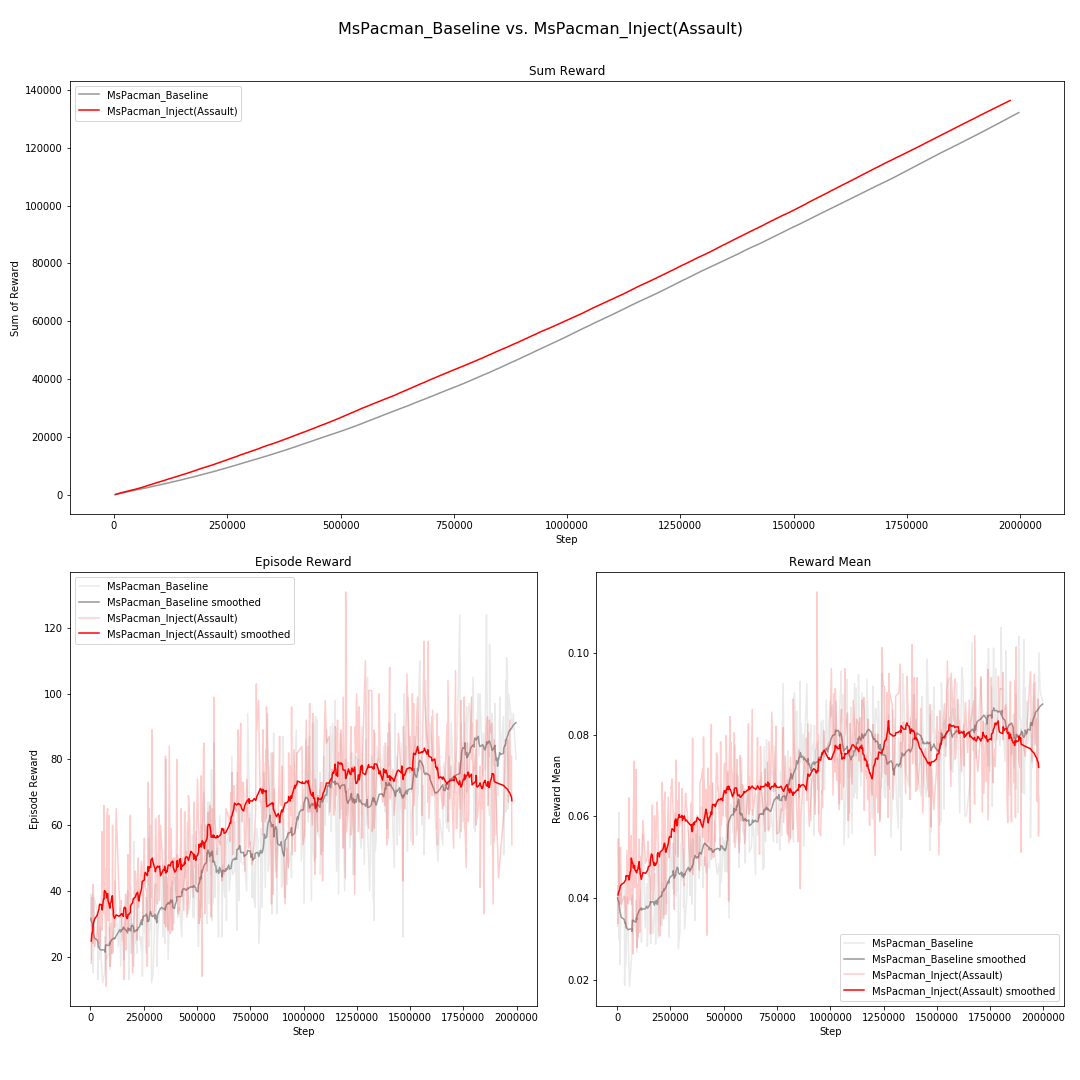 MsPacman_Baseline vs. MsPacman_Inject(Assault)
Sum Reward
MsPacman_Baseline
MsPacman_Inject(Assault)
Sum of Reward
140000
120000
100000
80000
60000
40000
20000
0
0 250000 500000 750000 1000000 1250000 1500000 1750000 2000000
Step
Episode Reward
MsPacman_Baseline
MsPacman_Baseline smoothed
MsPacman_Inject(Assault)
MsPacman_Inject(Assault) smoothed
Episode Reward
120
100
80
60
40
20
0 250000 500000 750000 1000000 1250000 1500000 1750000 2000000
Step
Reward Mean
Reward Mean
0.10
0.08
0.06
0.04
0.02
MsPacman_Baseline
MsPacman_Baseline smoothed
MsPacman_Inject(Assault)
MsPacman_Inject(Assault) smoothed
0 250000 500000 750000 1000000 1250000 1500000 1750000 2000000
Step